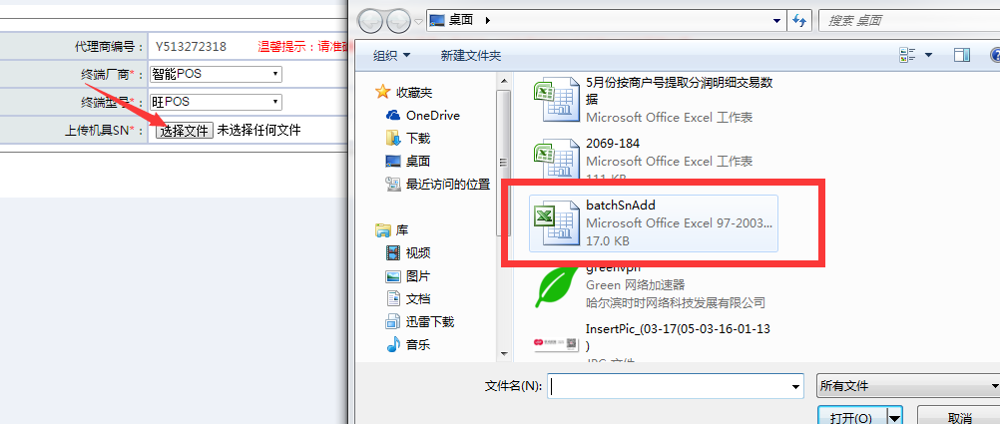 代理商编号： Y513272318 温馨提示：请准
终端厂商*： 智能POS
终端型号*： 旺POS
上传机具SN*： 选择文件 未选择任何文件
桌面
搜索 桌面
组织 新建文件夹
收藏夹
OneDrive
下载
桌面
最近访问的位置
库
视频
图片
文档
迅雷下载
音乐
5月份按商户号提取分润明细交易数
据
Microsoft Office Excel 工作表
2069-184
Microsoft Office Excel 工作表
111 KB
batchSnAdd
Microsoft Office Excel 97-2003...
17.0 KB
greenvpn
Green 网络加速器
哈尔滨时时网络科技发展有限公司
InsertPic_(03-17(05-03-16-01-13
)
JPG 文件
文件名(N): 所有文件
打开(O) 取消